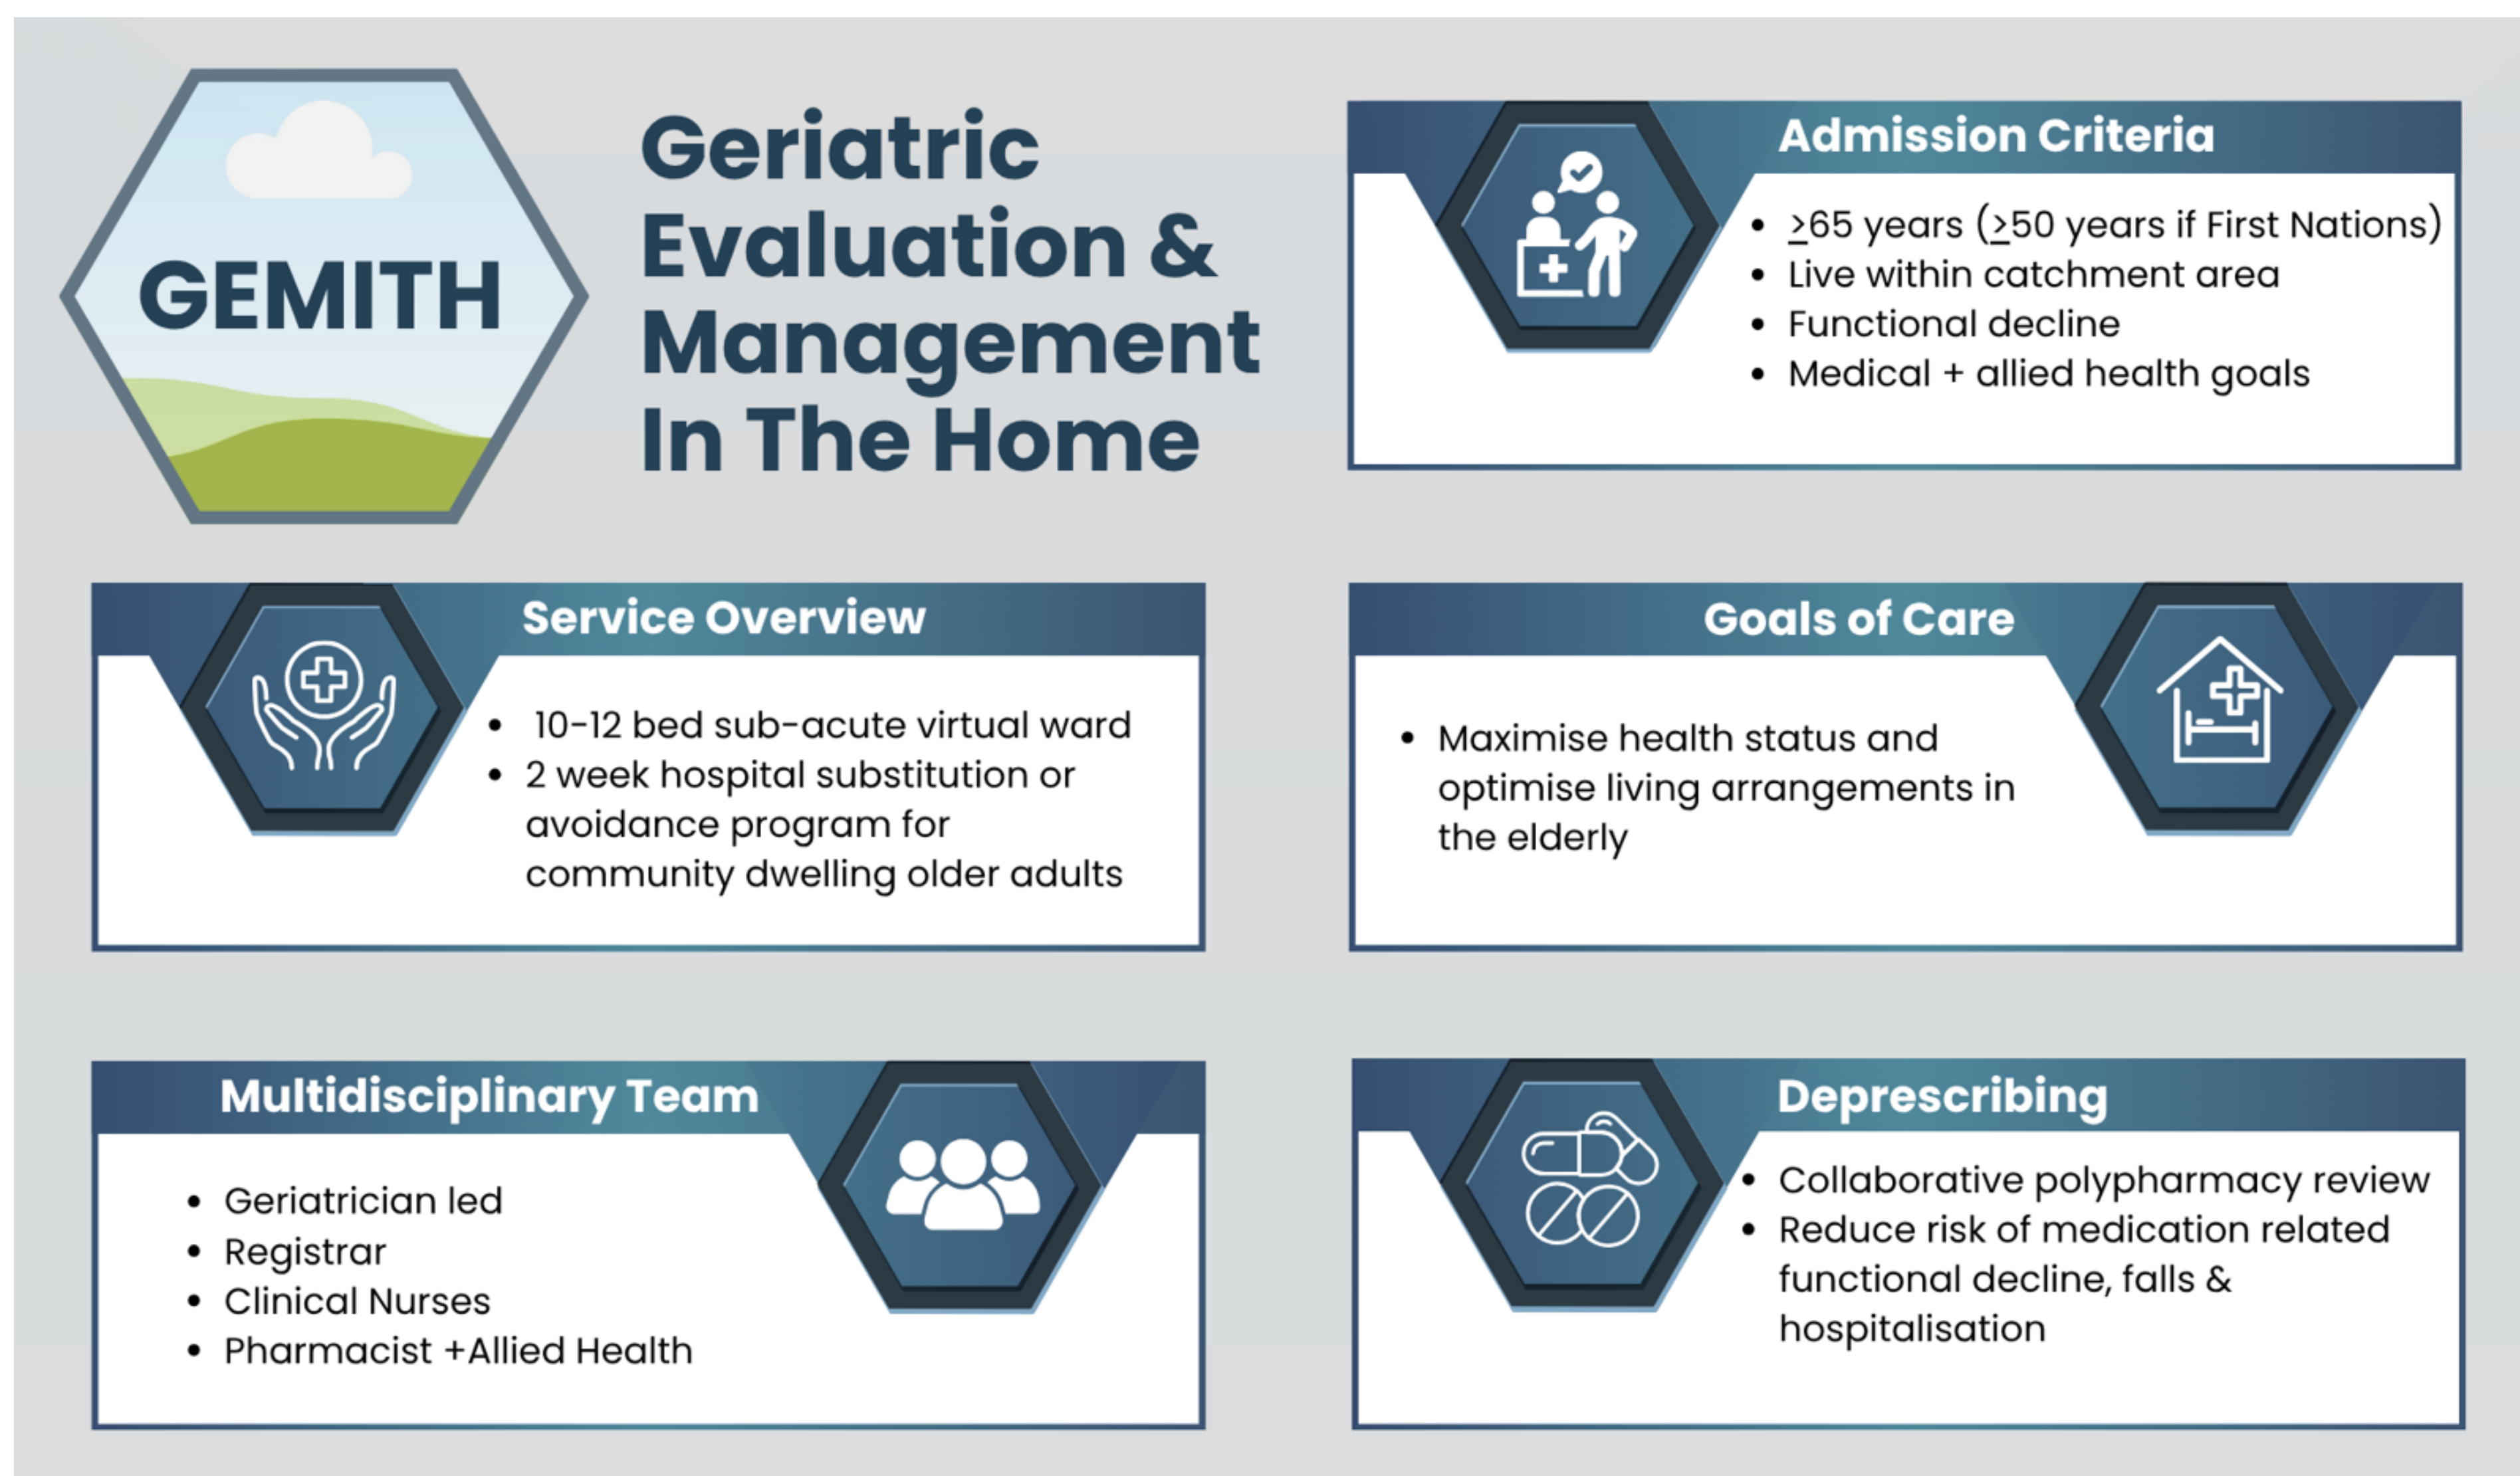 GEMITH
Geriatric
Evaluation &
Management
In The Home
Admission Criteria
• ≥65 years (≥50 years if First Nations)
• Live within catchment area
• Functional decline
• Medical + allied health goals
Service Overview
• 10-12 bed sub-acute virtual ward
• 2 week hospital substitution or
avoidance program for
community dwelling older adults
Goals of Care
• Maximise health status and
optimise living arrangements in
the elderly
Multidisciplinary Team
• Geriatrician led
• Registrar
• Clinical Nurses
• Pharmacist +Allied Health
Deprescribing
• Collaborative polypharmacy review
• Reduce risk of medication related
functional decline, falls &
hospitalisation